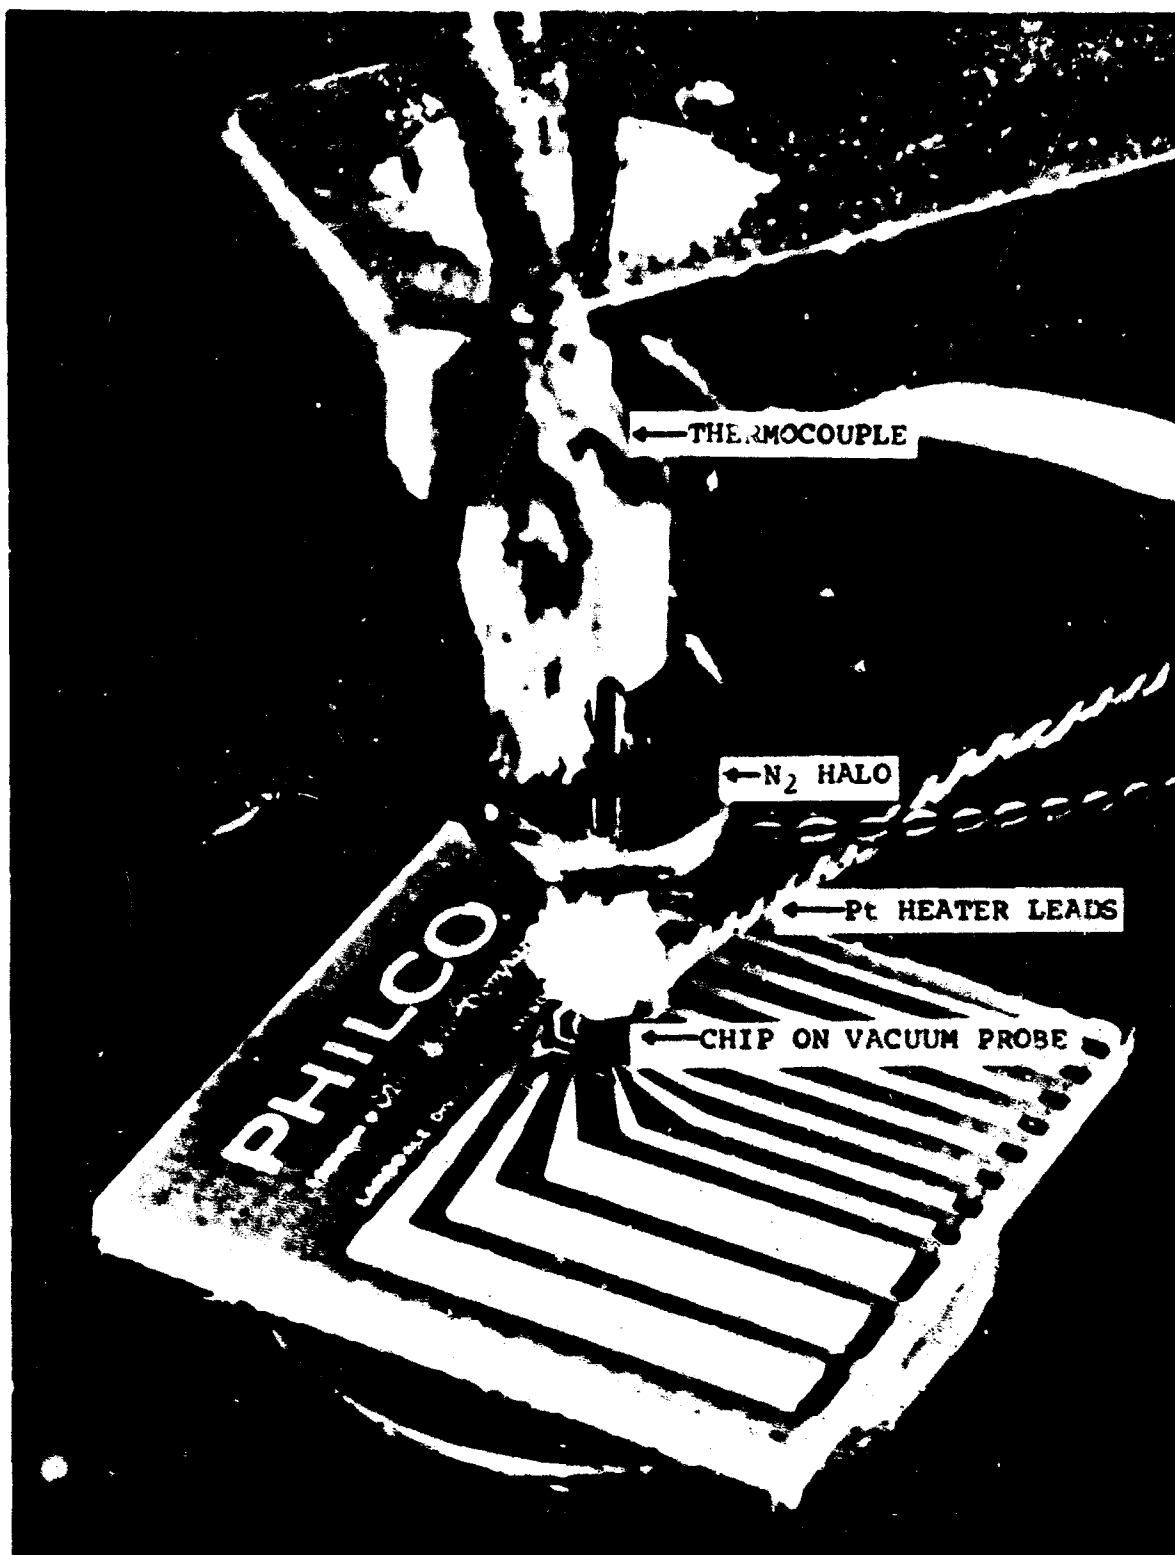 THERMOCOUPLE
N₂ HALO
Pt HEATER LEADS
CHIP ON VACUUM PROBE
PHILCO